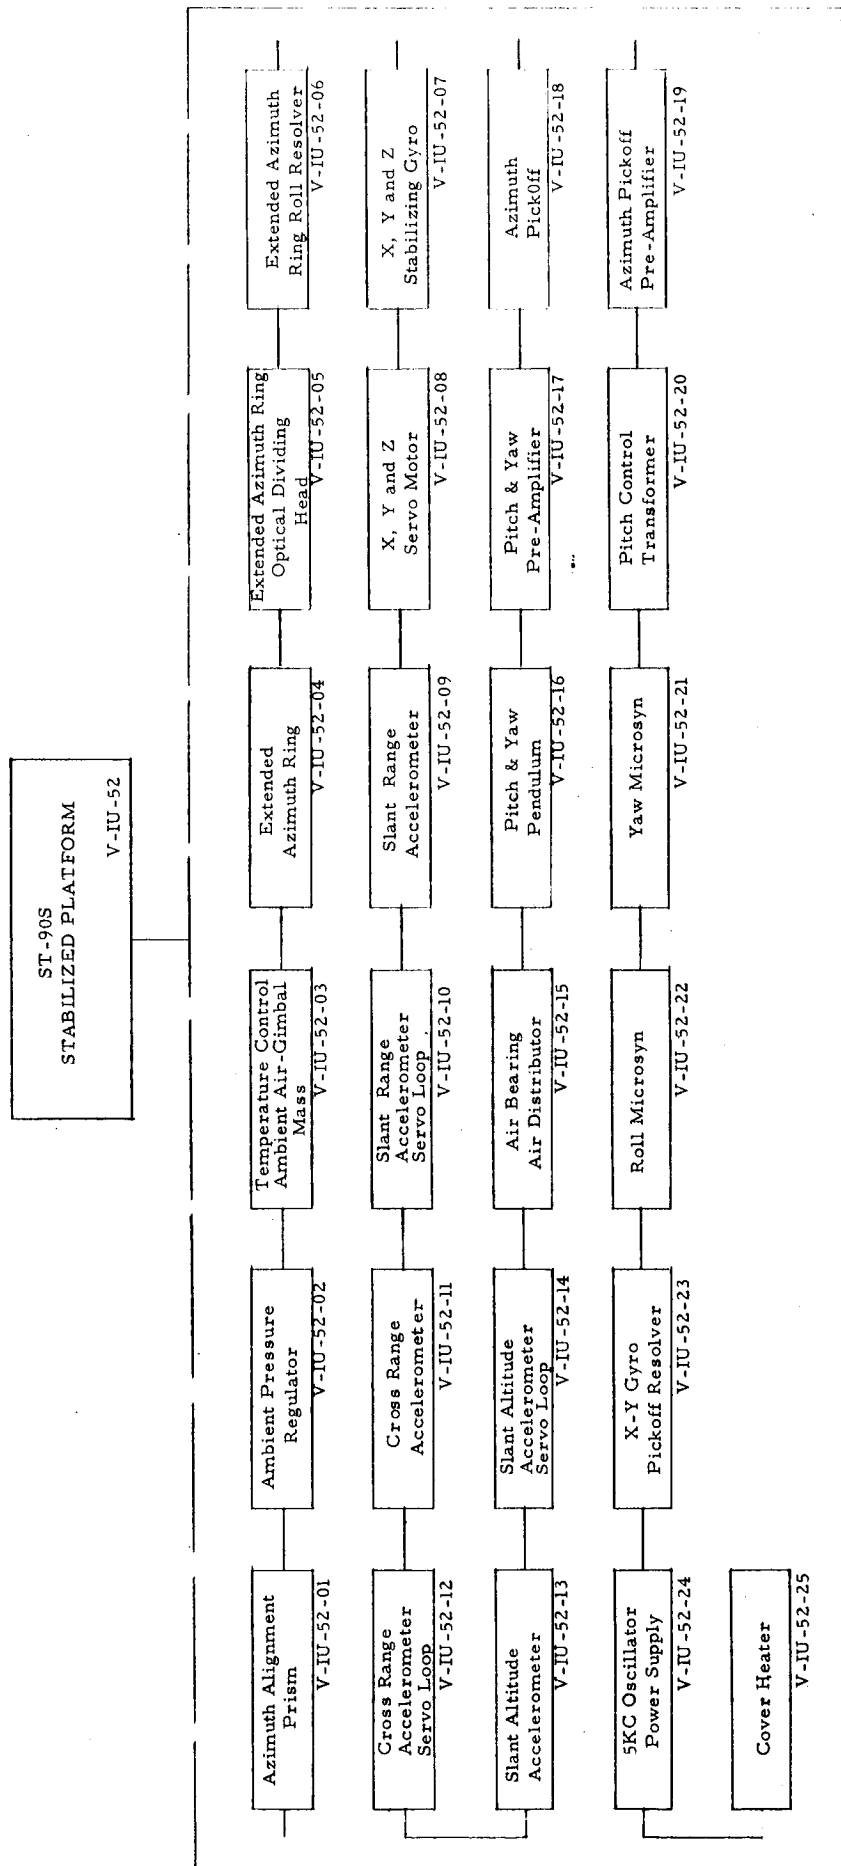 ST-90S
STABILIZED PLATFORM
V-IU-52
Azimuth Alignment
Prism
V-IU-52-01
Ambient Pressure
Regulator
V-IU-52-02
Temperature Control
Ambient Air-Gimbal
Mass
V-IU-52-03
Extended
Azimuth Ring
V-IU-52-04
Extended Azimuth Ring
Optical Dividing
Head
V-IU-52-05
Extended Azimuth
Ring Roll Resolver
V-IU-52-06
X, Y and Z
Stabilizing Gyro
V-IU-52-07
X, Y and Z
Servo Motor
V-IU-52-08
Slant Range
Accelerometer
V-IU-52-09
Slant Range
Accelerometer
Servo Loop
V-IU-52-10
Cross Range
Accelerometer
V-IU-52-11
Cross Range
Accelerometer
Servo Loop
V-IU-52-12
Slant Altitude
Accelerometer
V-IU-52-13
Slant Altitude
Accelerometer
Servo Loop
V-IU-52-14
Air Bearing
Air Distributor
V-IU-52-15
Pitch & Yaw
Pendulum
V-IU-52-16
Pitch & Yaw
Pre-Amplifier
V-IU-52-17
Azimuth
PickOff
V-IU-52-18
Azimuth Pickoff
Pre-Amplifier
V-IU-52-19
Pitch Control
Transformer
V-IU-52-20
Yaw Microsyn
V-IU-52-21
Roll Microsyn
V-IU-52-22
X-Y Gyro
Pickoff Resolver
V-IU-52-23
5KC Oscillator
Power Supply
V-IU-52-24
Cover Heater
V-IU-52-25